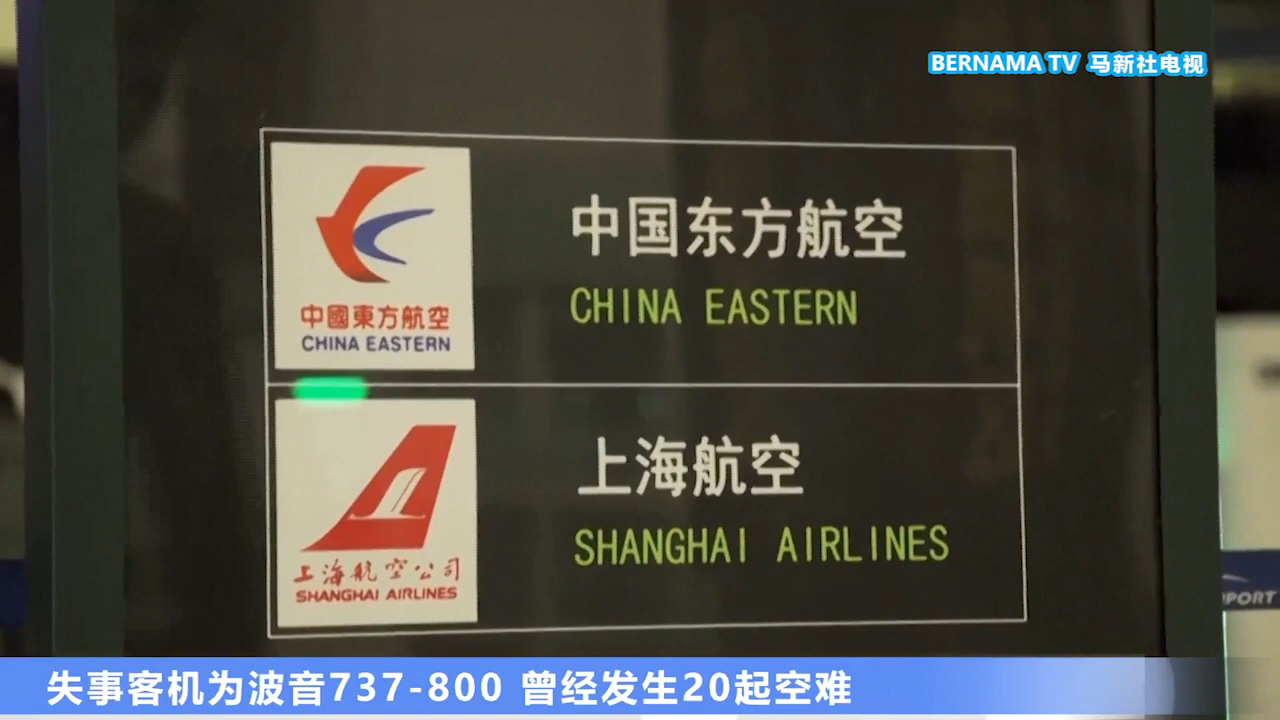 BERNAMA TV 马新社电视
中国东方航空
CHINA EASTERN
中國東方航空
CHINA EASTERN
上海航空
SHANGHAI AIRLINES
上海航空公司
SHANGHAI AIRLINES
失事客机为波音737-800 曾经发生20起空难